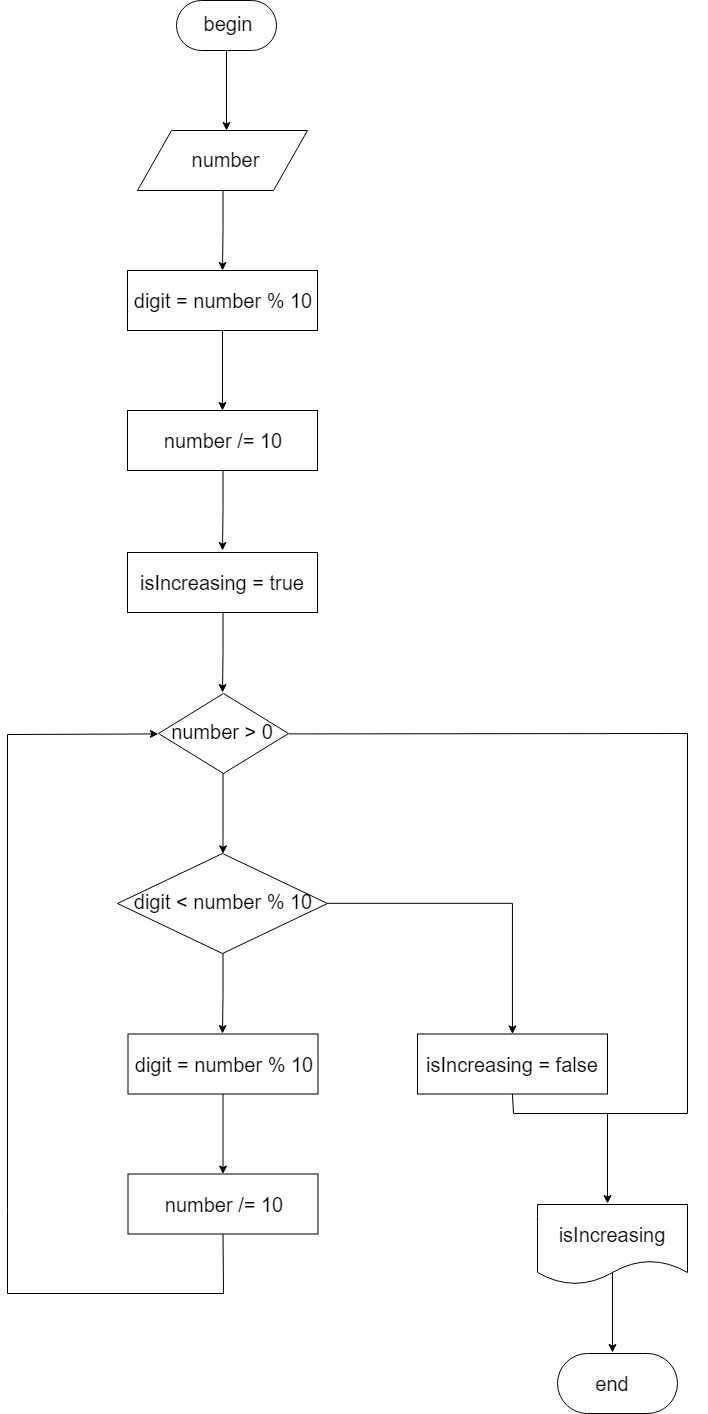 begin
number
digit = number % 10
number /= 10
isIncreasing = true
number > 0
digit < number % 10
digit = number % 10
isIncreasing = false
number /= 10
isIncreasing
end